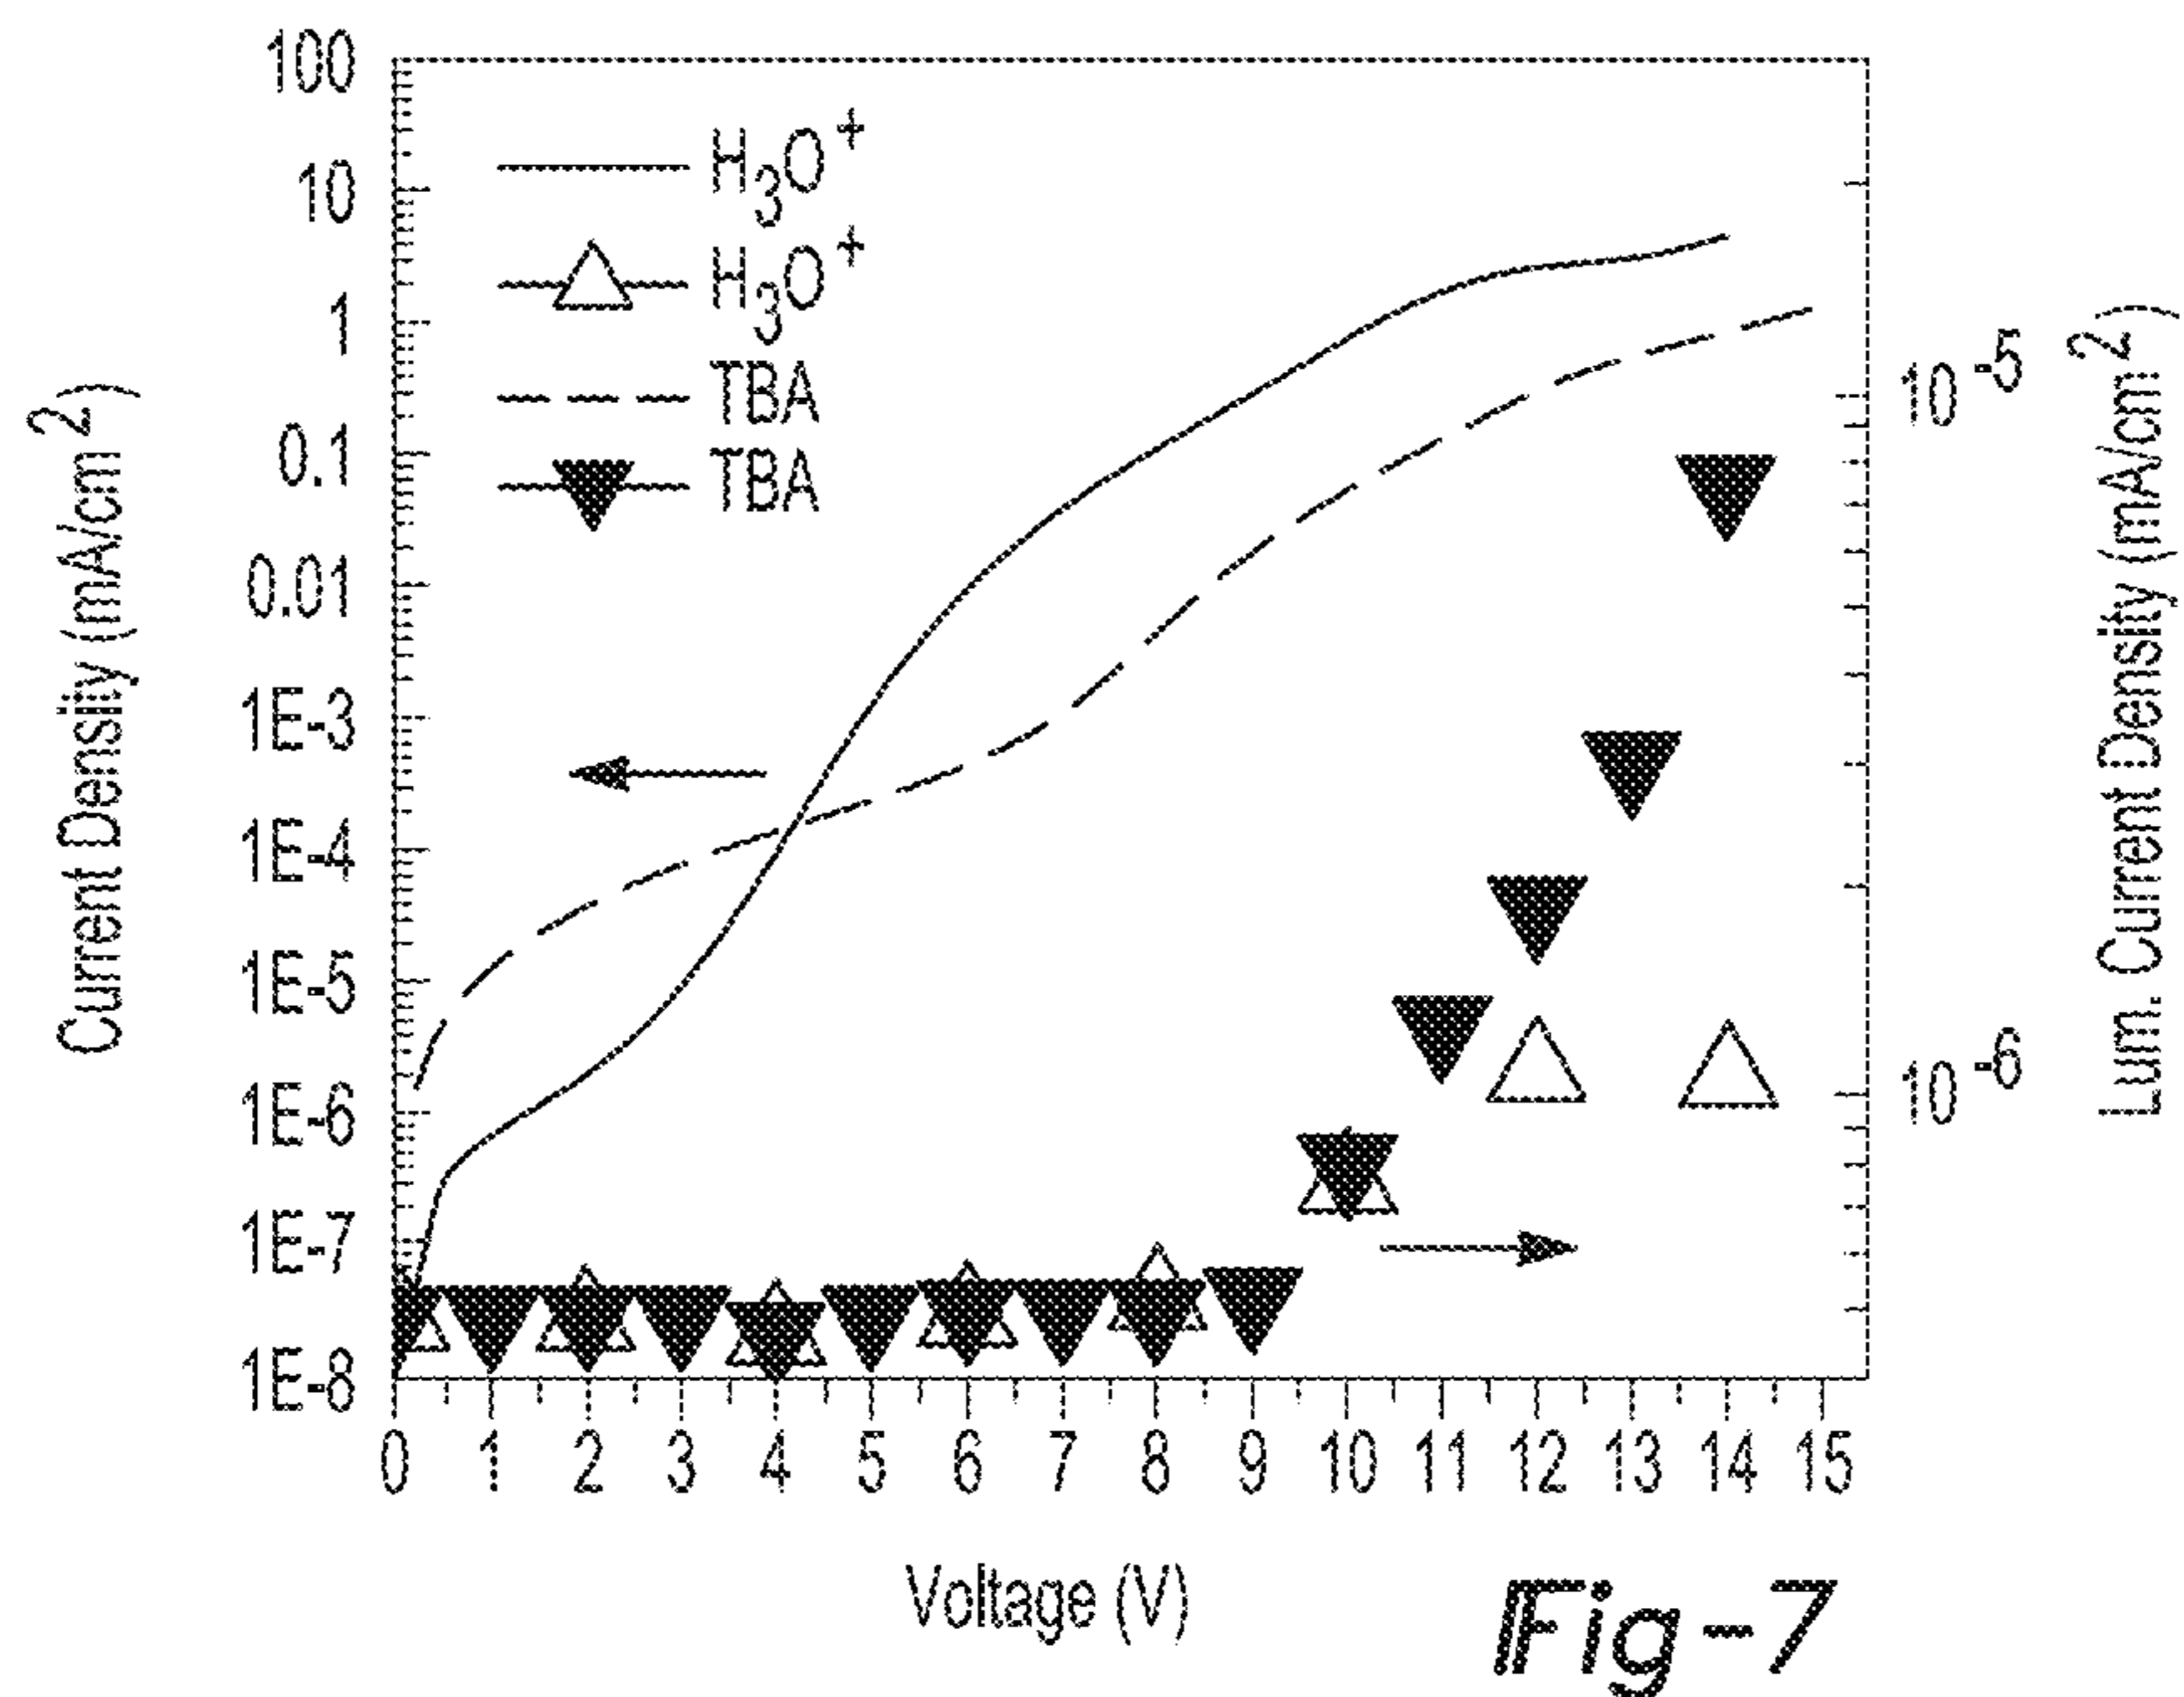 Current Density (mA/cm²)
100
10
1
0.1
0.01
1E-3
1E-4
1E-5
1E-6
1E-7
1E-8
H₃O⁺
H₃O⁺
TBA
TBA
10⁻⁵
10⁻⁶
Lum. Current Density (mA/cm²)
0 1 2 3 4 5 6 7 8 9 10 11 12 13 14 15
Voltage (V)
Fig-7